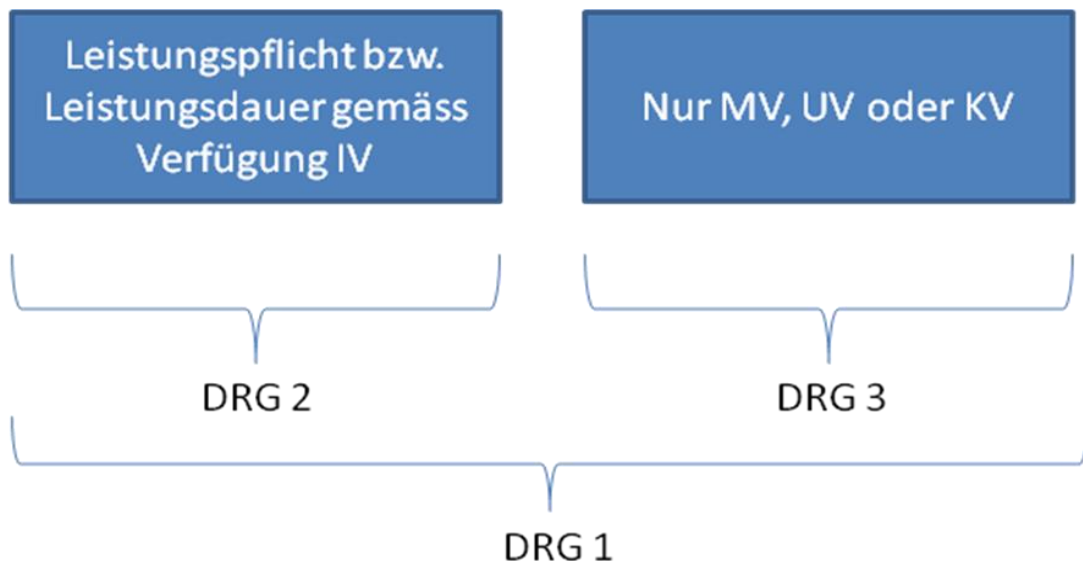 Leistungspflicht bzw.
Leistungsdauer gemäss
Verfügung IV
Nur MV, UV oder KV
DRG 2
DRG 3
DRG 1